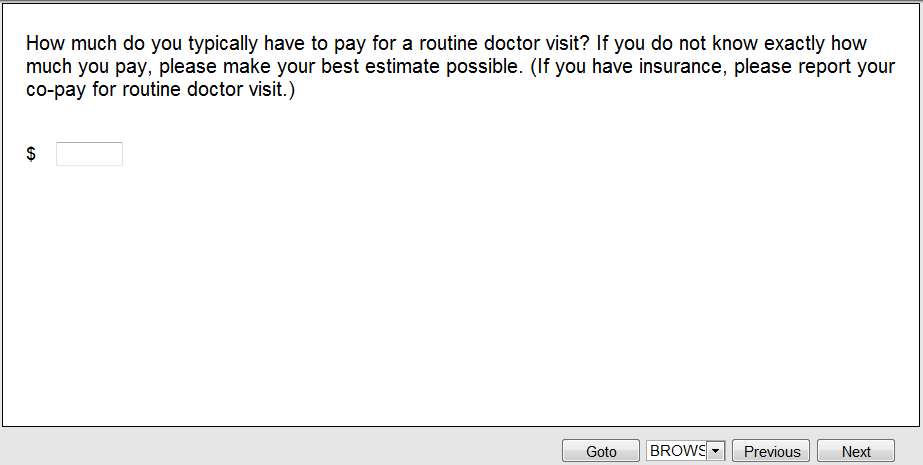 How much do you typically have to pay for a routine doctor visit? If you do not know exactly how
much you pay, please make your best estimate possible. (If you have insurance, please report your
co-pay for routine doctor visit.)
$
Goto BROWS Previous Next